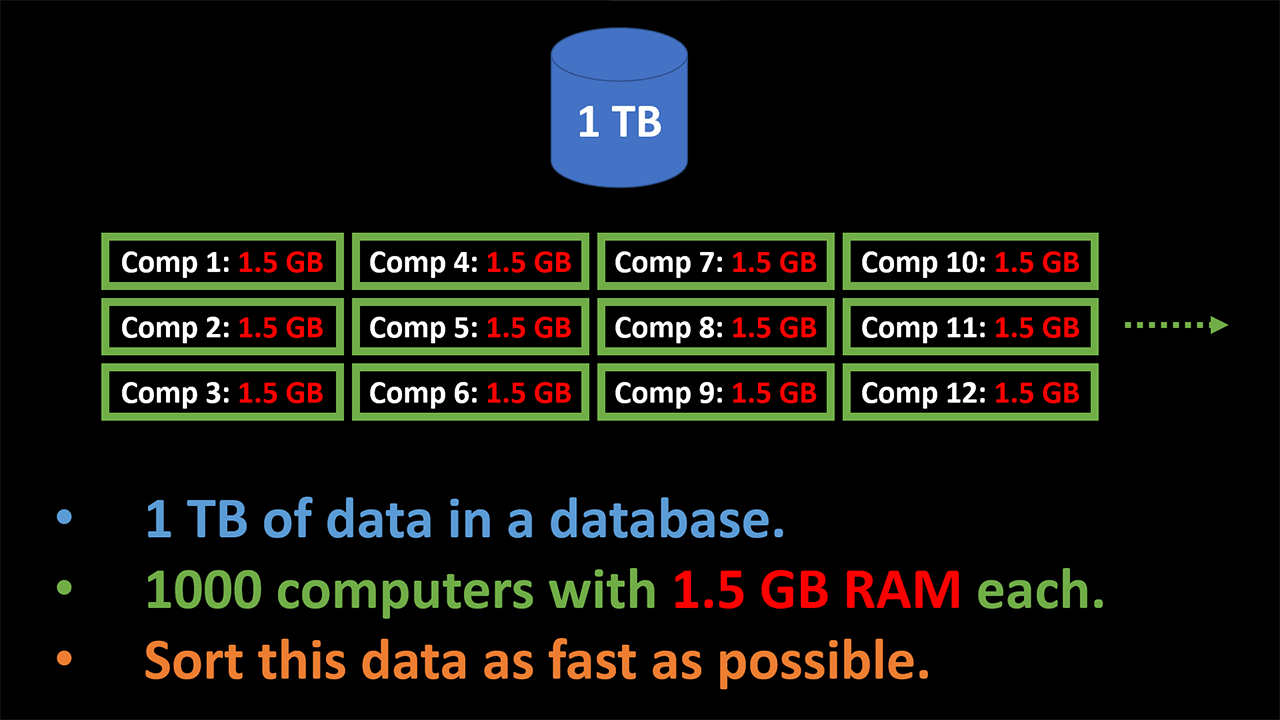 1 TB
Comp 1: 1.5 GB Comp 4: 1.5 GB Comp 7: 1.5 GB Comp 10: 1.5 GB
Comp 2: 1.5 GB Comp 5: 1.5 GB Comp 8: 1.5 GB Comp 11: 1.5 GB
Comp 3: 1.5 GB Comp 6: 1.5 GB Comp 9: 1.5 GB Comp 12: 1.5 GB
• 1 TB of data in a database.
• 1000 computers with 1.5 GB RAM each.
• Sort this data as fast as possible.